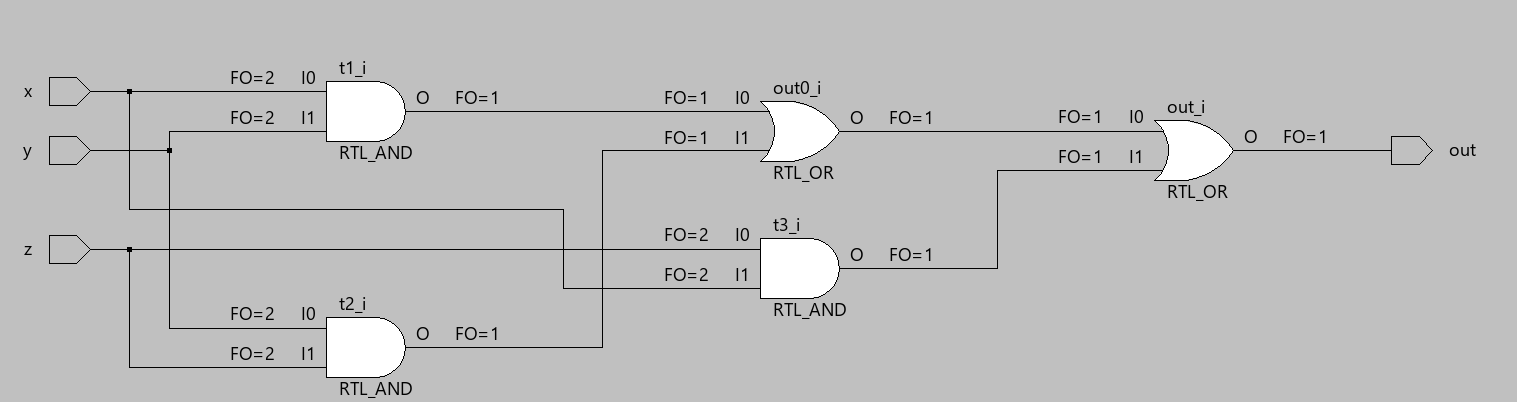 t1_i
x FO=2 I0
O FO=1 FO=1 I0 out0_i
FO=2 I1
FO=1 I0 out_i
O FO=1
y
RTL_AND
FO=1 I1
O FO=1
FO=1 I1
out
RTL_OR
RTL_OR
z
t3_i
FO=2 I0
O FO=1
FO=2 I1
RTL_AND
t2_i
FO=2 I0
O FO=1
FO=2 I1
RTL_AND